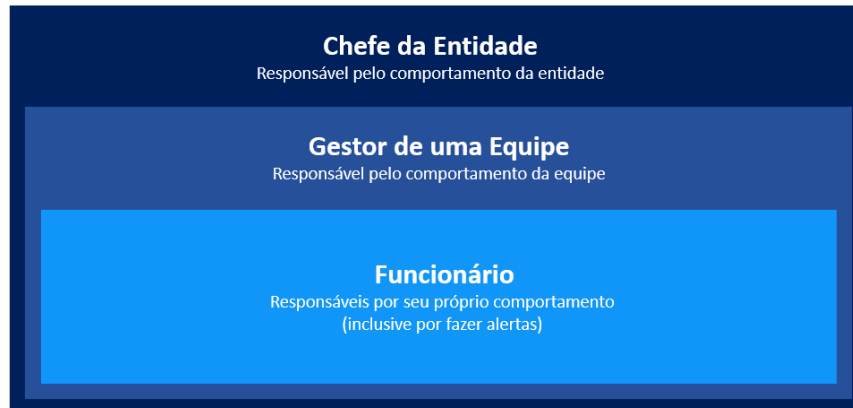 Chefe da Entidade
Responsável pelo comportamento da entidade
Gestor de uma Equipe
Responsável pelo comportamento da equipe
Funcionário
Responsáveis por seu próprio comportamento
(inclusive por fazer alertas)